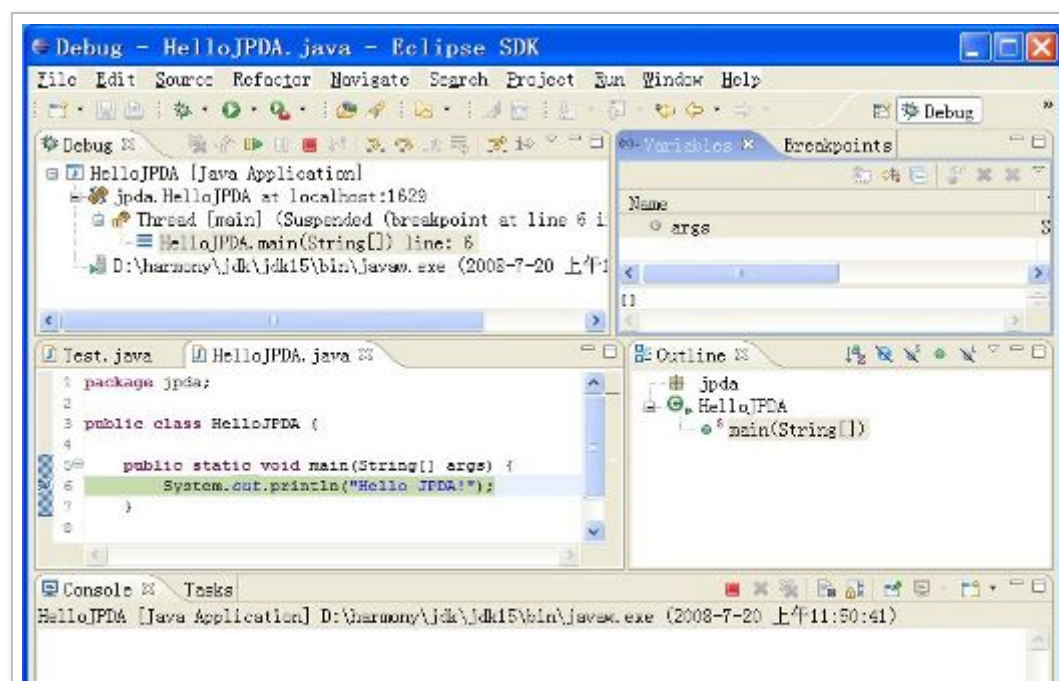 Debug - HelloJPDA.java - Eclipse SDK
File Edit Source Refactor Navigate Search Project Run Window Help
Debug
Debug
HelloJPDA [Java Application]
jpda.HelloJPDA at localhost:1629
Thread [main] (Suspended (breakpoint at line 6 i
HelloJPDA.main(String[]) line: 6
D:\harmony\jdk\jdk15\bin\javaw.exe (2008-7-20 上午1
Variables Breakpoints
Name
args S
[]
Test.java HelloJPDA.java
1 package jpda;
2
3 public class HelloJPDA {
4
5 public static void main(String[] args) {
6 System.out.println("Hello JPDA!");
7 }
8
Outline
jpda
HelloJPDA
main(String[])
Console Tasks
HelloJPDA [Java Application] D:\harmony\jdk\jdk15\bin\javaw.exe (2008-7-20 上午11:50:41)